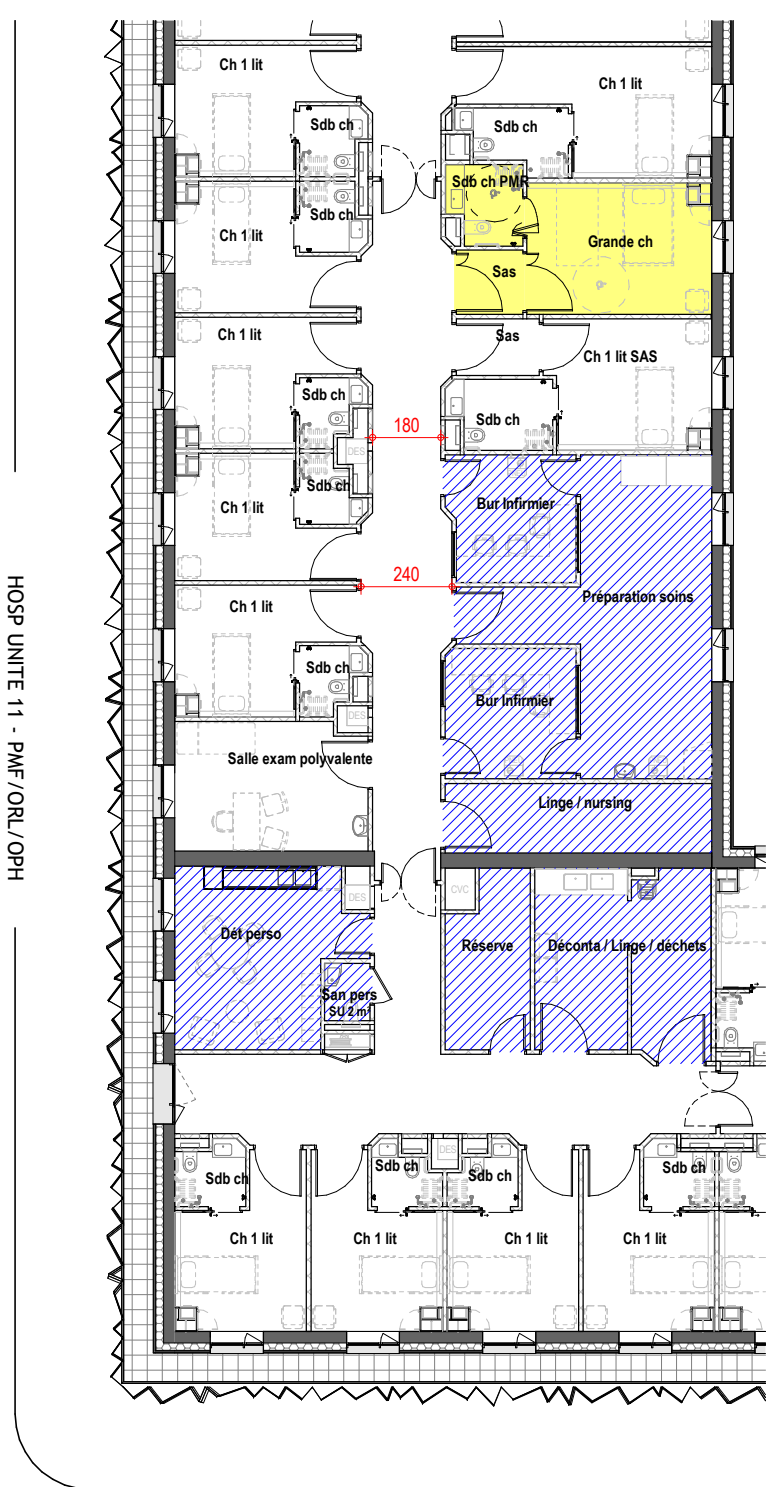 Ch 1 lit
Ch 1 lit
Sdb ch
Sdb ch
Sdb ch PMR
Sdb ch
Ch 1 lit
Grande ch
Sas
Ch 1 lit
Sas
Ch 1 lit SAS
Sdb ch
Sdb ch
180
DES
Sdb ch
Ch 1 lit
Bur Infirmier
240
Ch 1 lit
Préparation soins
Sdb ch
Bur Infirmier
DES
Salle exam polyvalente
Linge / nursing
DES
CVC
Dét perso
Réserve
Déconta / Linge / déchets
San pers
SU 2 m²
DES
Sdb ch
Sdb ch
Sdb ch
Sdb ch
Ch 1 lit
Ch 1 lit
Ch 1 lit
Ch 1 lit
HOSP UNITE 11 - PMF/ORL/OPH